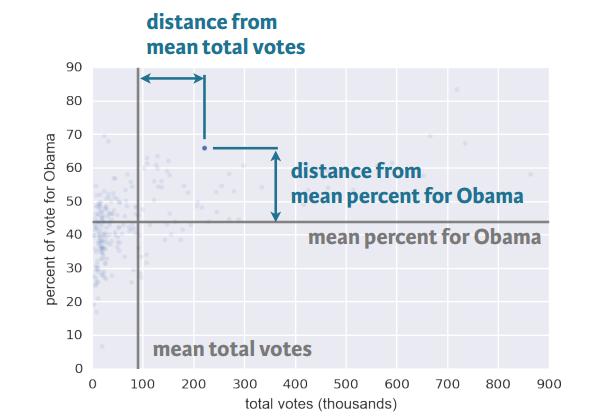 distance from
mean total votes
90
80
70
60
50
40
30
20
10
0
percent of vote for Obama
distance from
mean percent for Obama
mean percent for Obama
mean total votes
0 100 200 300 400 500 600 700 800 900
total votes (thousands)